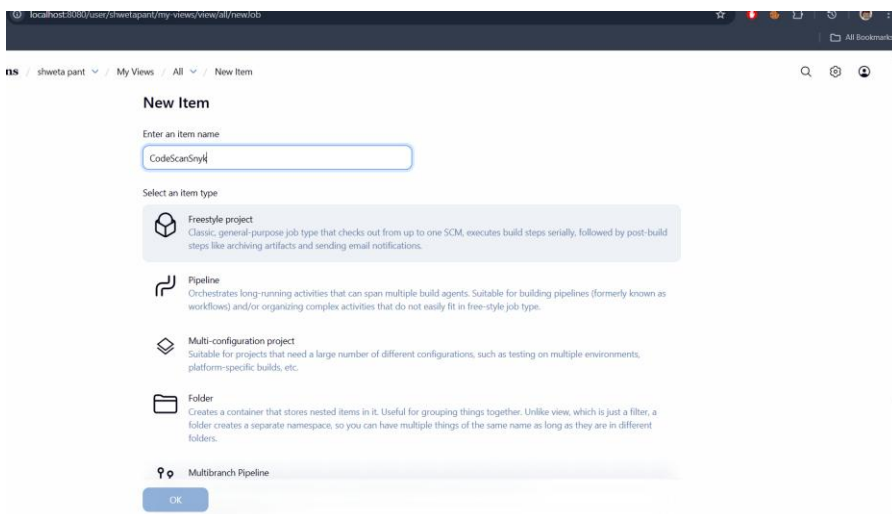 localhost:8080/user/shwetapant/my-views/view/all/newJob
All Bookmarks
ns / shweta pant / My Views / All / New Item
New Item
Enter an item name
CodeScanSnyk
Select an item type
Freestyle project
Classic, general-purpose job type that checks out from up to one SCM, executes build steps serially, followed by post-build
steps like archiving artifacts and sending email notifications.
Pipeline
Orchestrates long-running activities that can span multiple build agents. Suitable for building pipelines (formerly known as
workflows) and/or organizing complex activities that do not easily fit in free-style job type.
Multi-configuration project
Suitable for projects that need a large number of different configurations, such as testing on multiple environments,
platform-specific builds, etc.
Folder
Creates a container that stores nested items in it. Useful for grouping things together. Unlike view, which is just a filter, a
folder creates a separate namespace, so you can have multiple things of the same name as long as they are in different
folders.
Multibranch Pipeline
OK